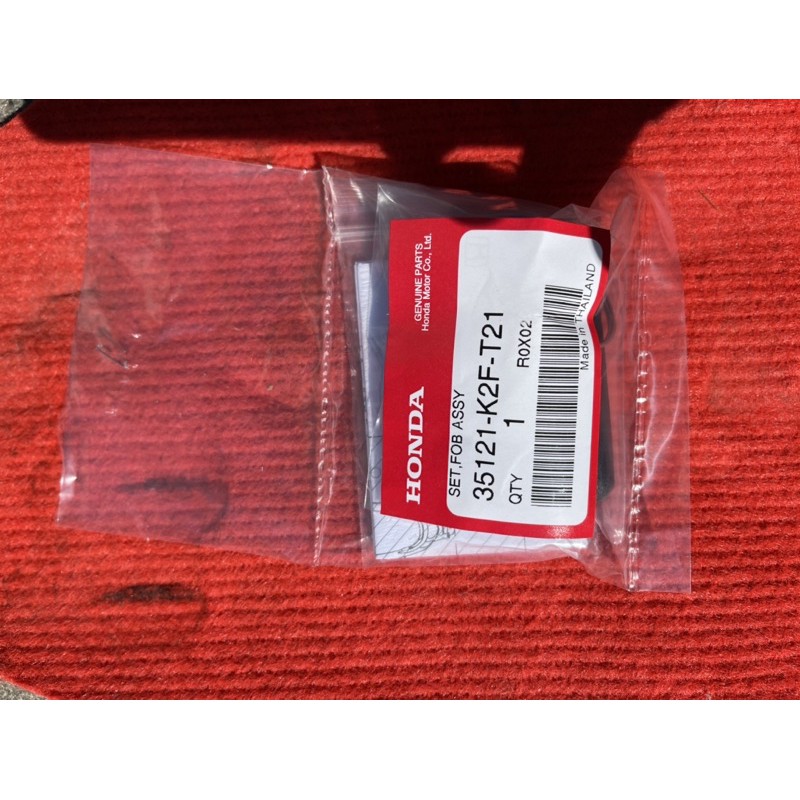 HONDA
GENUINE PARTS
Honda Motor Co., Ltd.
SET,FOB ASSY
35121-K2F-T21
QTY 1 R0X02
Made in THAILAND